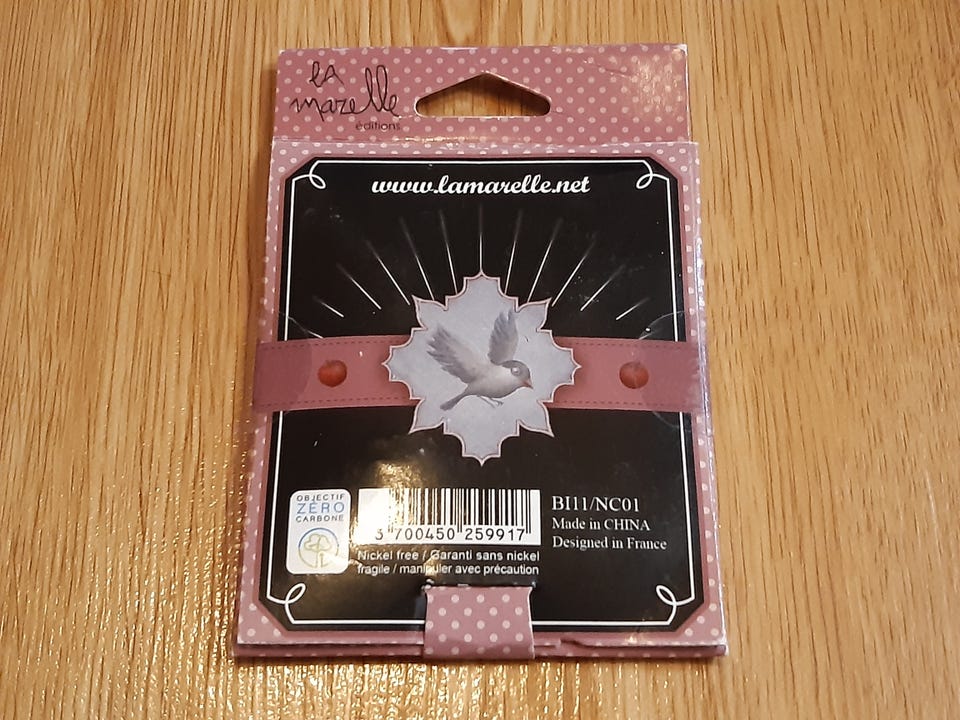 la
marelle
éditions
www.lamarelle.net
OBJECTIF
ZÉRO
CARBONE
3 700450 259917
BI11/NC01
Made in CHINA
Designed in France
Nickel free / Garanti sans nickel
fragile / manipuler avec précaution